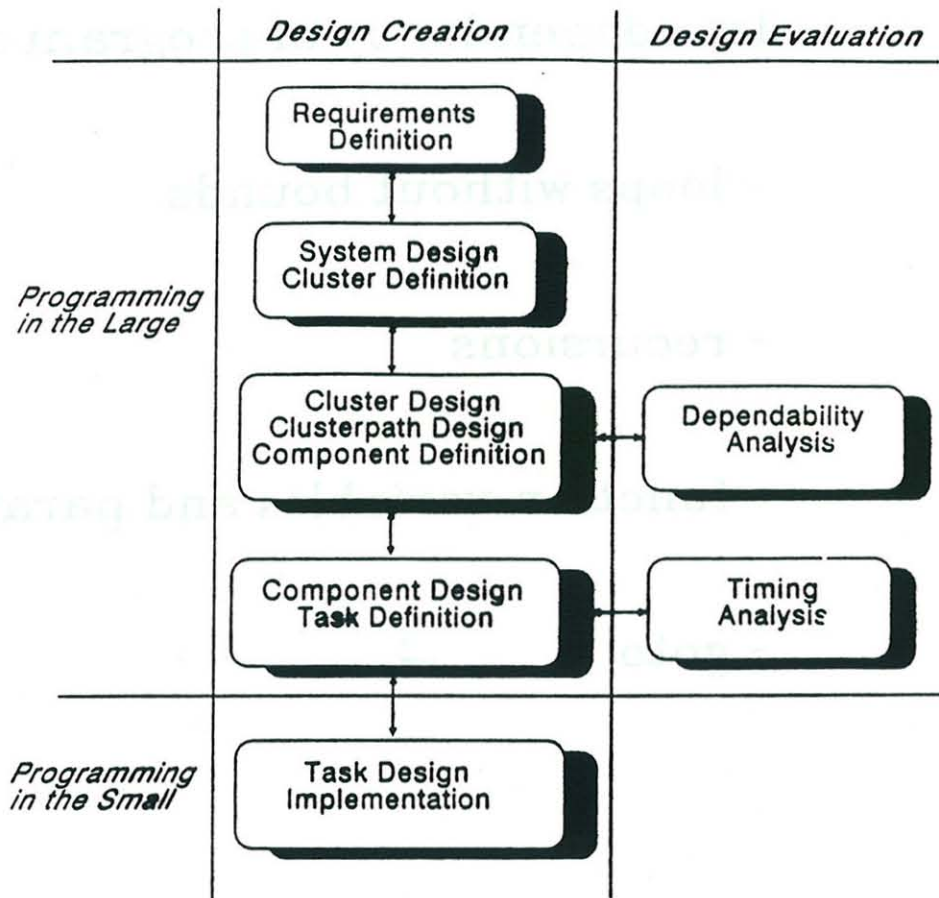 Design Creation
Design Evaluation
Requirements
Definition
System Design
Cluster Definition
Programming
in the Large
Cluster Design
Clusterpath Design
Component Definition
Dependability
Analysis
Component Design
Task Definition
Timing
Analysis
Programming
in the Small
Task Design
Implementation